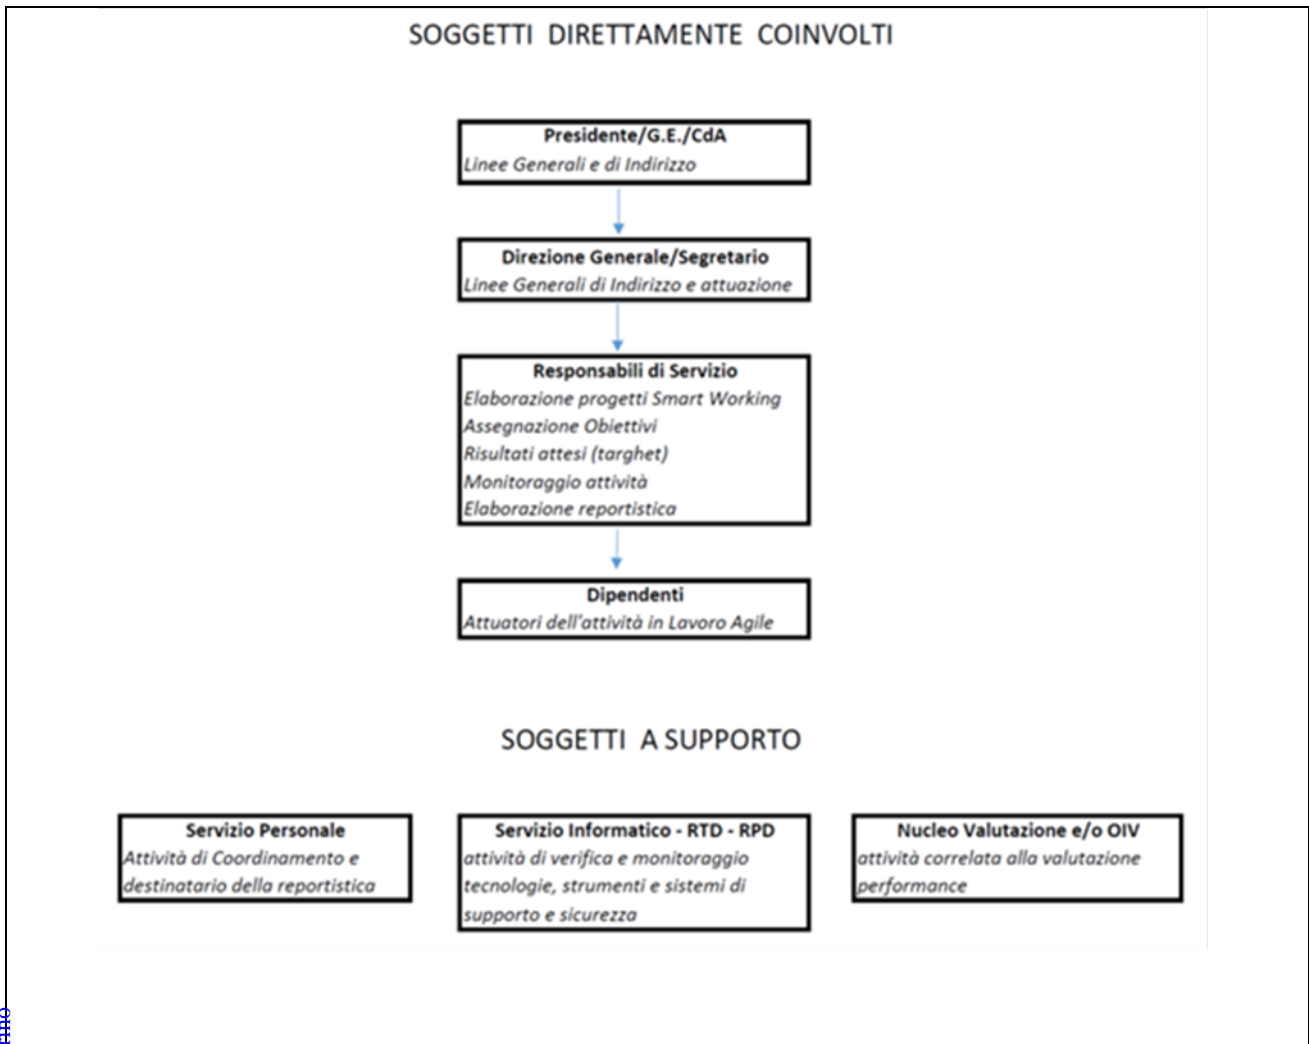 SOGGETTI DIRETTAMENTE COINVOLTI
Presidente/G.E./CdA
Linee Generali e di Indirizzo
Direzione Generale/Segretario
Linee Generali di Indirizzo e attuazione
Responsabili di Servizio
Elaborazione progetti Smart Working
Assegnazione Obiettivi
Risultati attesi (targhet)
Monitoraggio attività
Elaborazione reportistica
Dipendenti
Attuatori dell'attività in Lavoro Agile
SOGGETTI A SUPPORTO
Servizio Personale
Attività di Coordinamento e
destinatario della reportistica
Servizio Informatico - RTD - RPD
attività di verifica e monitoraggio
tecnologie, strumenti e sistemi di
supporto e sicurezza
Nucleo Valutazione e/o OIV
attività correlata alla valutazione
performance